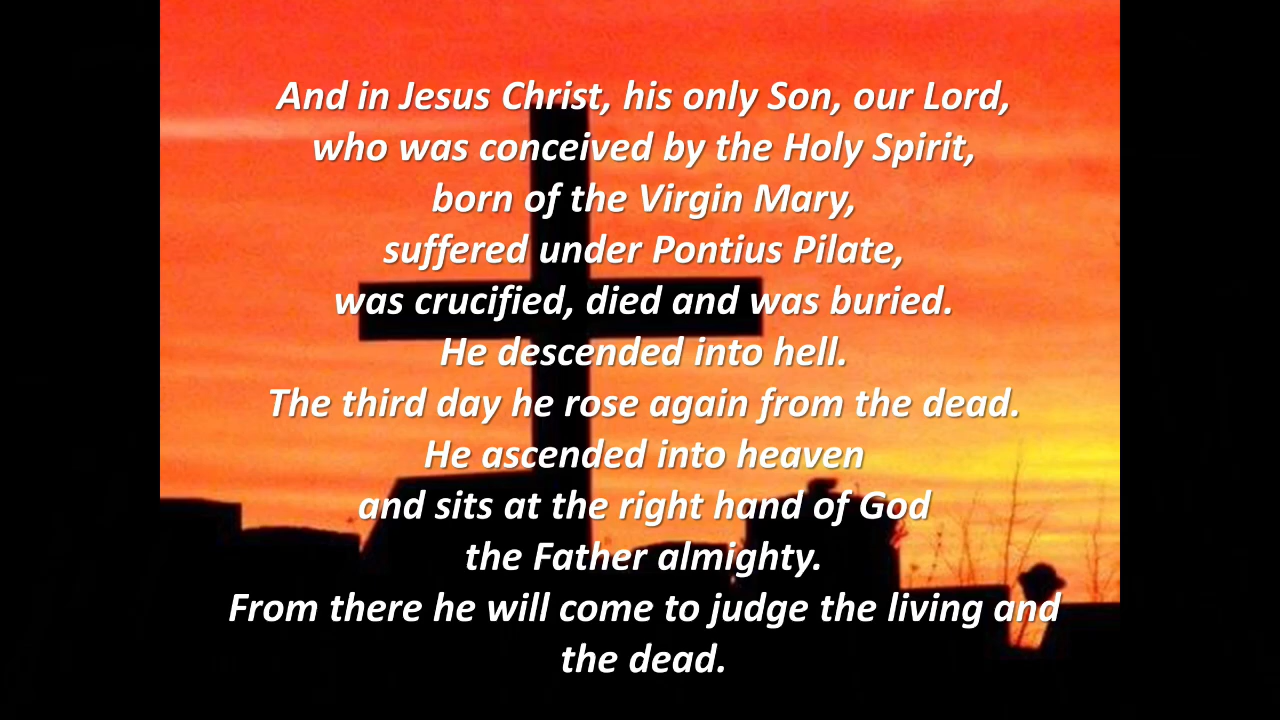 And in Jesus Christ, his only Son, our Lord,
who was conceived by the Holy Spirit,
born of the Virgin Mary,
suffered under Pontius Pilate,
was crucified, died and was buried.
He descended into hell.
The third day he rose again from the dead.
He ascended into heaven
and sits at the right hand of God
the Father almighty.
From there he will come to judge the living and
the dead.